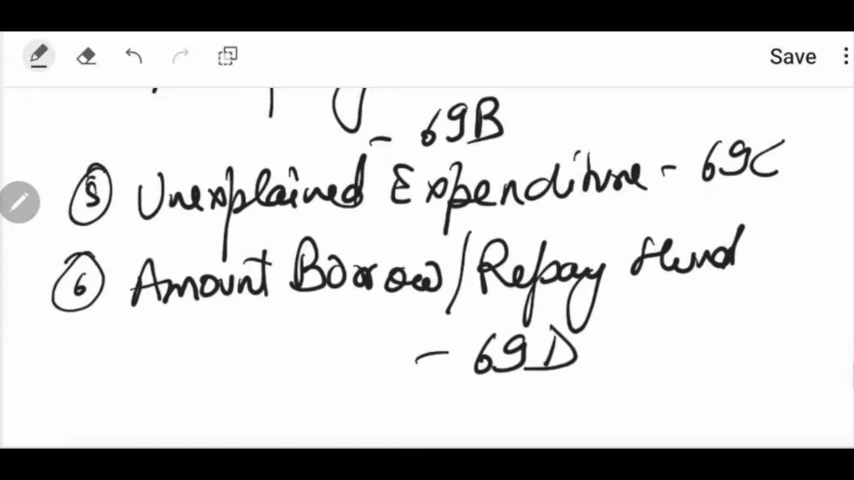 Save
- 69B
5 Unexplained Expenditure - 69C
6 Amount Borrow/Repay Hund
- 69D